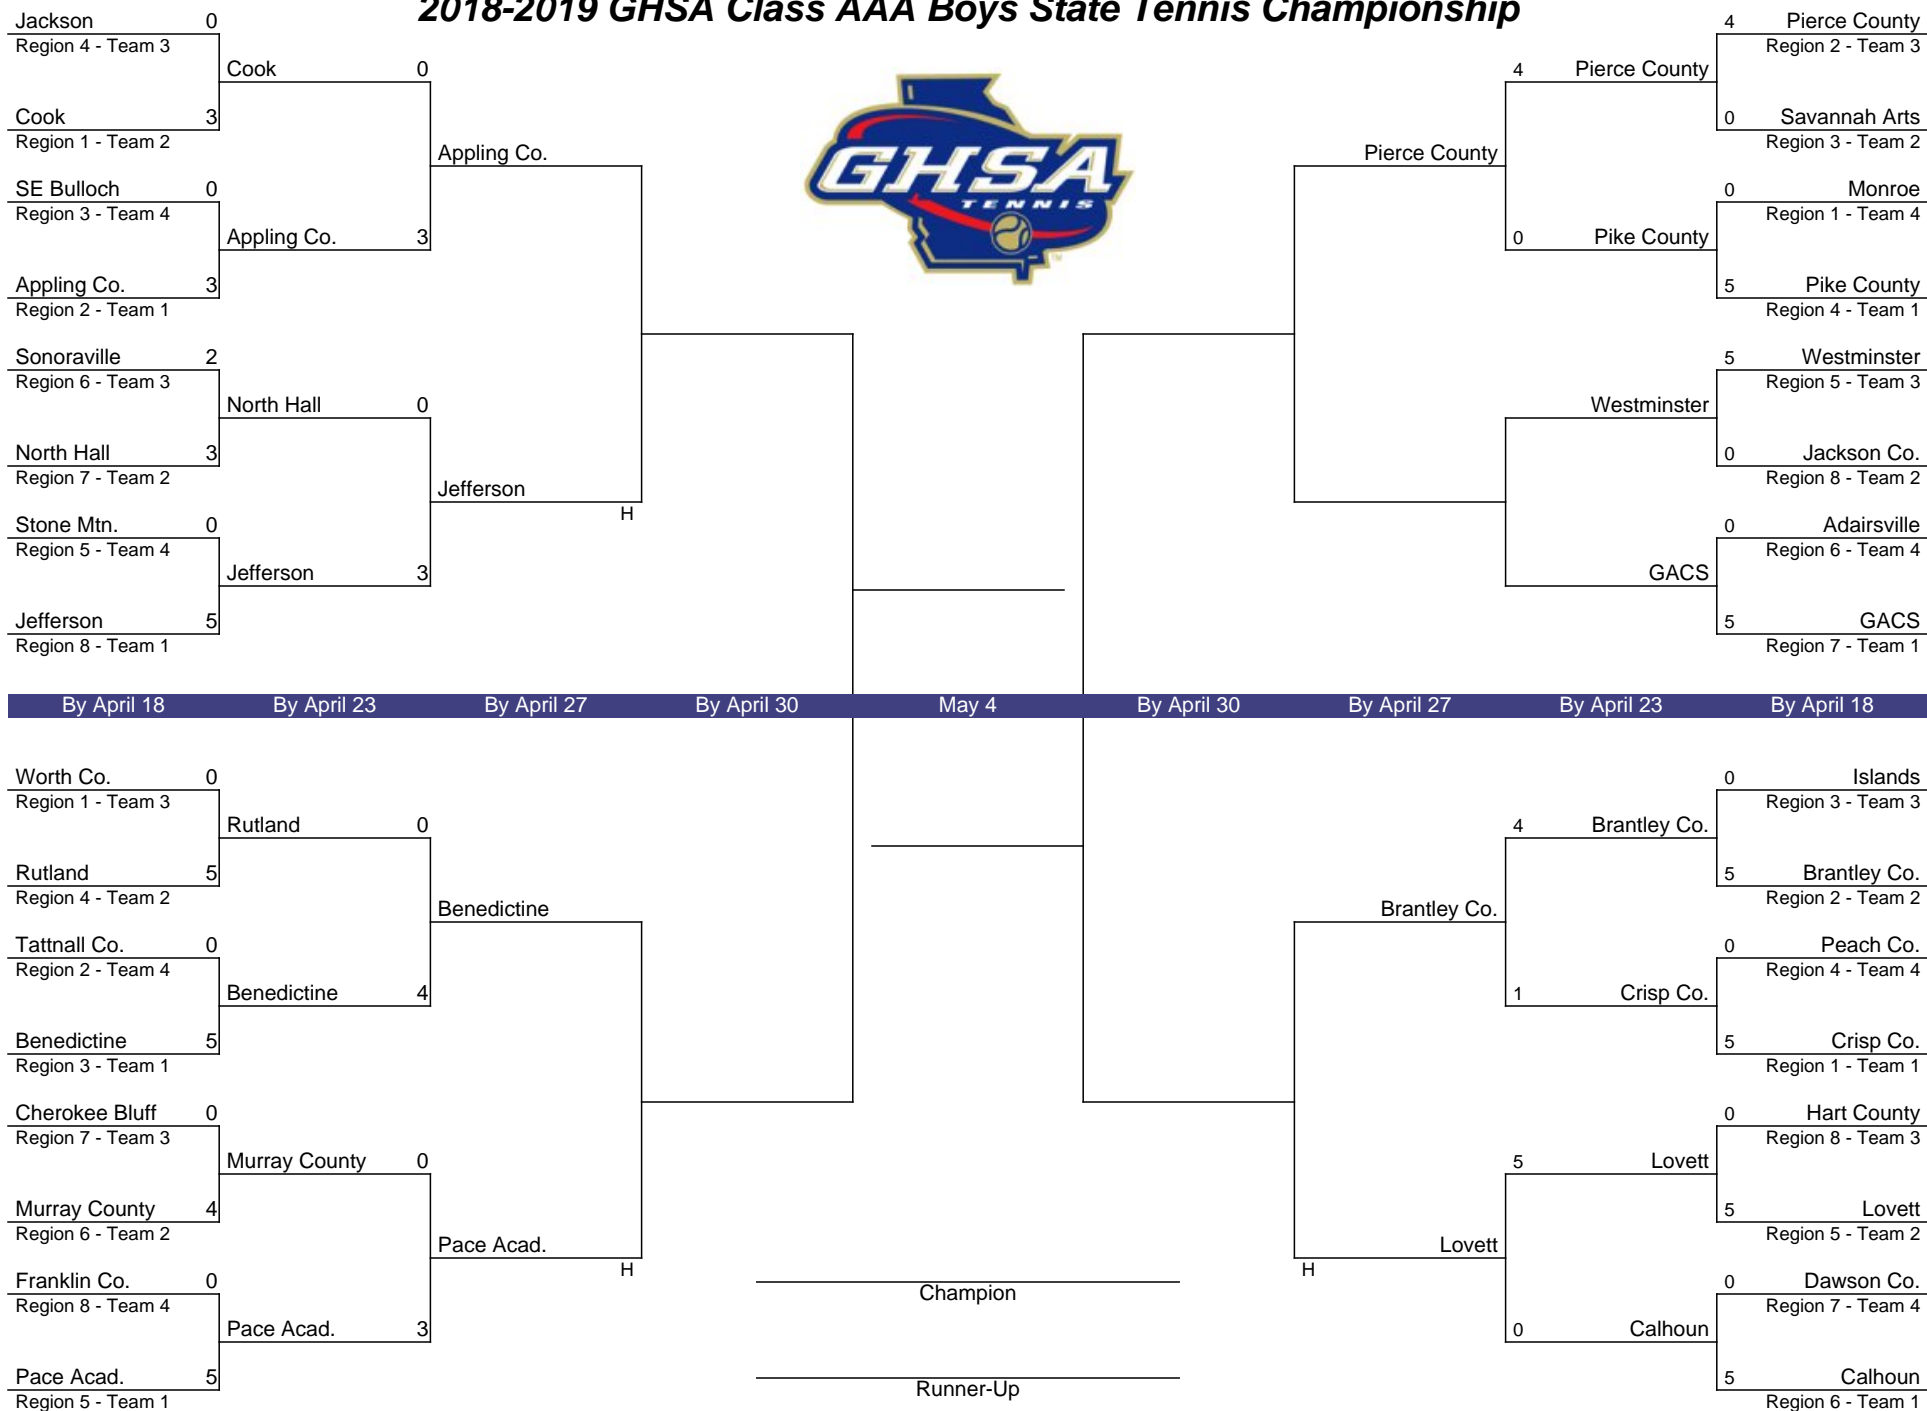 2018-2019 GHSA Class AAA Boys State Tennis Championship
Jackson 0
Region 4 - Team 3
Cook 0
Cook 3
Region 1 - Team 2
Appling Co.
SE Bulloch 0
Region 3 - Team 4
Appling Co. 3
Appling Co. 3
Region 2 - Team 1
Sonoraville 2
Region 6 - Team 3
North Hall 0
North Hall 3
Region 7 - Team 2
Jefferson
H
Stone Mtn. 0
Region 5 - Team 4
Jefferson 3
Jefferson 5
Region 8 - Team 1
GHSA
TENNIS
TM
4 Pierce County
Region 2 - Team 3
4 Pierce County
0 Savannah Arts
Region 3 - Team 2
Pierce County
0 Monroe
Region 1 - Team 4
0 Pike County
5 Pike County
Region 4 - Team 1
5 Westminster
Region 5 - Team 3
Westminster
0 Jackson Co.
Region 8 - Team 2
0 Adairsville
Region 6 - Team 4
GACS
5 GACS
Region 7 - Team 1
By April 18 By April 23 By April 27 By April 30 May 4 By April 30 By April 27 By April 23 By April 18
Worth Co. 0
Region 1 - Team 3
Rutland 0
Rutland 5
Region 4 - Team 2
Benedictine
Tattnall Co. 0
Region 2 - Team 4
Benedictine 4
Benedictine 5
Region 3 - Team 1
Cherokee Bluff 0
Region 7 - Team 3
Murray County 0
Murray County 4
Region 6 - Team 2
Pace Acad.
H
Franklin Co. 0
Region 8 - Team 4
Pace Acad. 3
Pace Acad. 5
Region 5 - Team 1
Champion
Runner-Up
0 Islands
Region 3 - Team 3
4 Brantley Co.
5 Brantley Co.
Region 2 - Team 2
Brantley Co.
0 Peach Co.
Region 4 - Team 4
1 Crisp Co.
5 Crisp Co.
Region 1 - Team 1
0 Hart County
Region 8 - Team 3
5 Lovett
5 Lovett
Region 5 - Team 2
Lovett
H
0 Dawson Co.
Region 7 - Team 4
0 Calhoun
5 Calhoun
Region 6 - Team 1